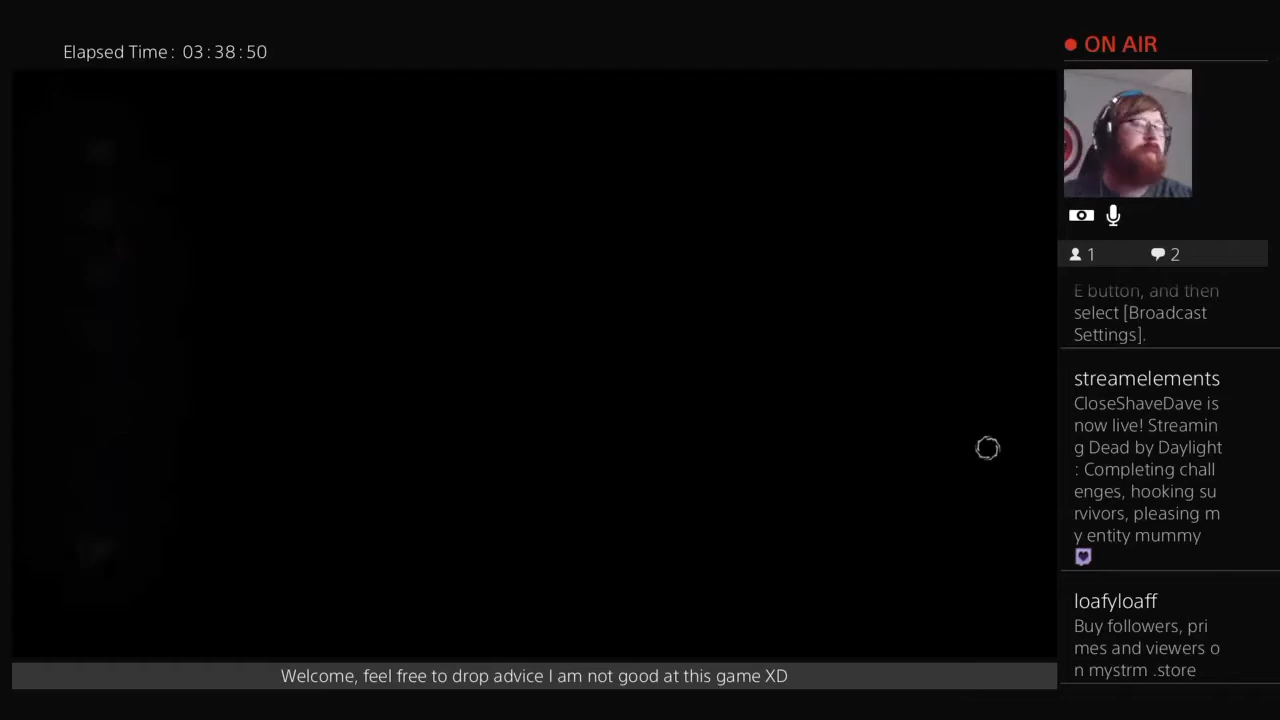 Elapsed Time: 03:38:50
ON AIR
1
2
E button, and then
select [Broadcast
Settings].
streamelements
CloseShaveDave is
now live! Streamin
g Dead by Daylight
: Completing chall
enges, hooking su
rvivors, pleasing m
y entity mummy
loafyloaff
Buy followers, pri
mes and viewers o
n mystrm .store
Welcome, feel free to drop advice I am not good at this game XD